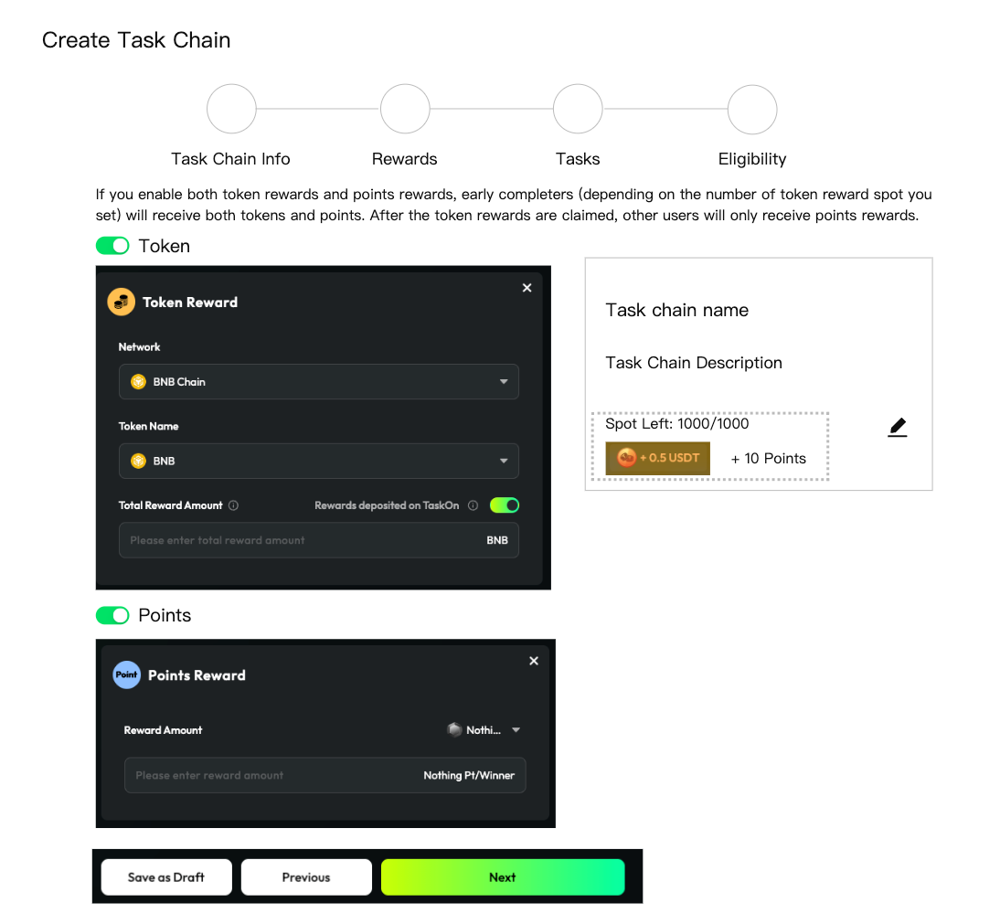 Create Task Chain
Task Chain Info
Rewards
Tasks
Eligibility
If you enable both token rewards and points rewards, early completers (depending on the number of token reward spot you
set) will receive both tokens and points. After the token rewards are claimed, other users will only receive points rewards.
Token
Token Reward
Network
BNB Chain
Token Name
BNB
Total Reward Amount
Rewards deposited on TaskOn
Please enter total reward amount
BNB
Task chain name
Task Chain Description
Spot Left: 1000/1000
+ 0.5 USDT
+ 10 Points
Points
Point
Points Reward
Reward Amount
Nothi...
Please enter reward amount
Nothing Pt/Winner
Save as Draft
Previous
Next